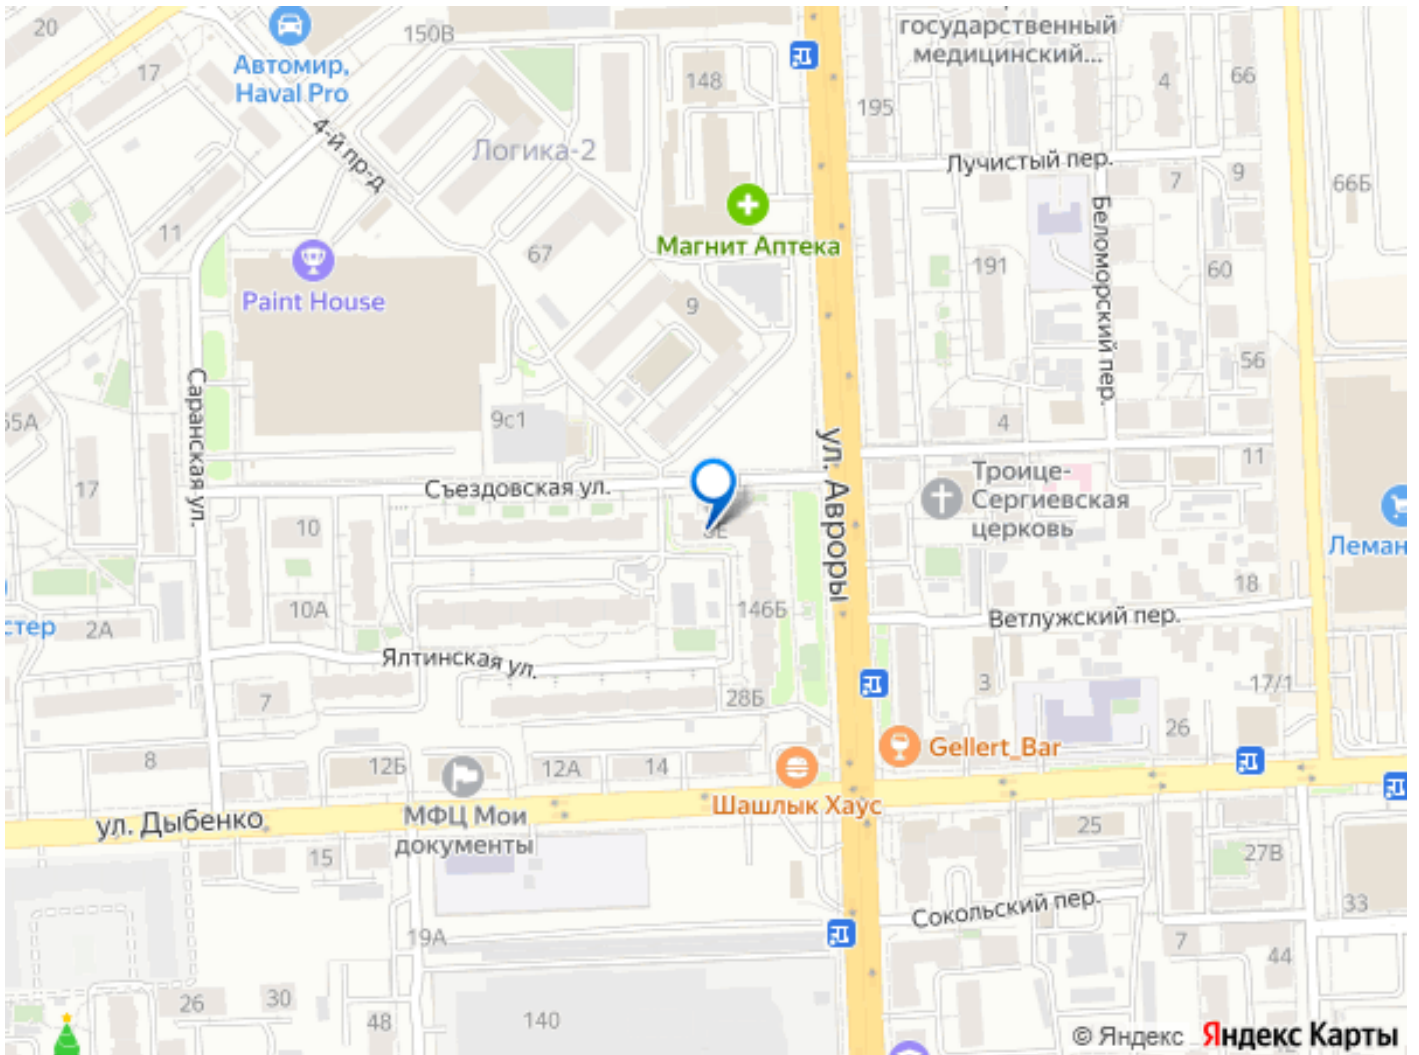 20
150В
государственный
медицинский...
17
Автомир,
Haval Pro
148
4
66
195
4-й пр-д
Логика-2
Лучистый пер.
7
9
66Б
11
67
Магнит Аптека
Беломорский пер.
191
60
Paint House
9
56
Саранская ул.
55А
9с1
4
ул. Авроры
11
17
Съездовская ул.
Троице-
Сергиевская
церковь
10
Леман
10А
146Б
18
стер
2А
Ветлужский пер.
Ялтинская ул.
7
28Б
3
17/1
26
8
12Б
12А
14
Gellert_Bar
Шашлык Хаус
ул. Дыбенко
МФЦ Мои
документы
15
25
27В
Сокольский пер.
33
19А
7
44
26
30
48
140
© Яндекс
Яндекс Карты